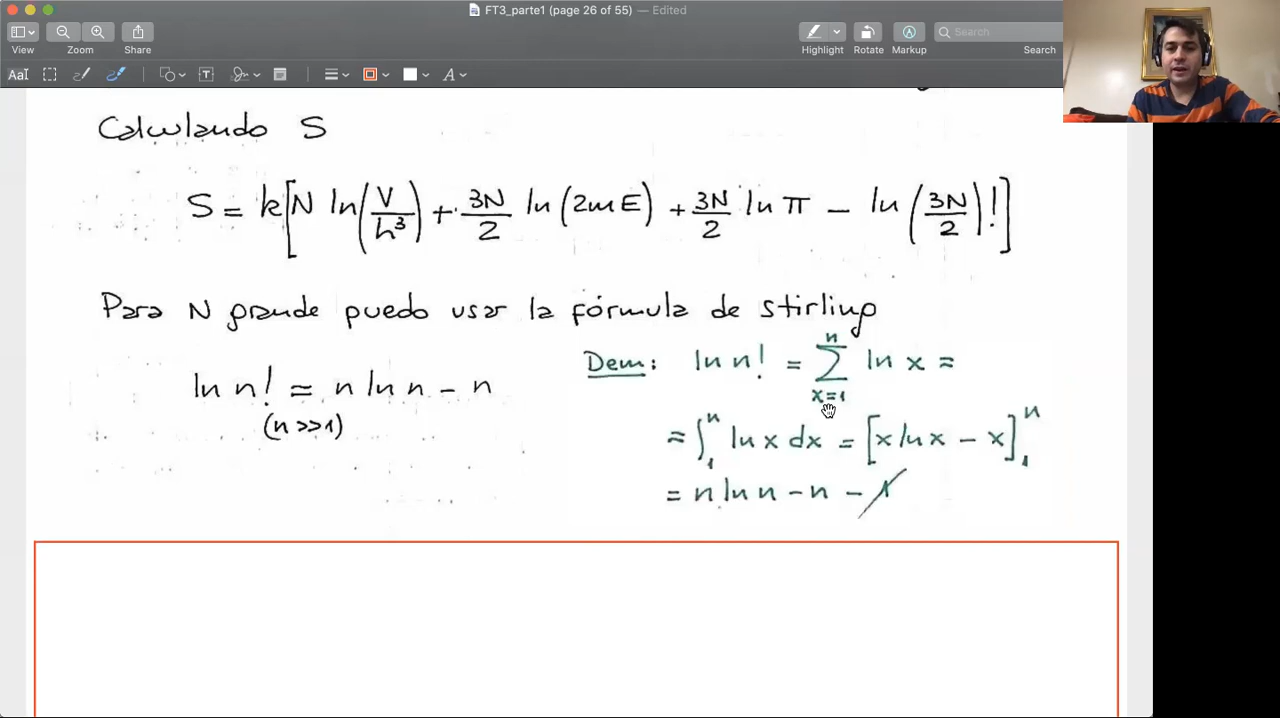 FT3_parte1 (page 26 of 55) — Edited
View Zoom Share Highlight Rotate Markup Search Search
AaI T A
Calculando S
S = k[N ln(V/h³) + 3N/2 ln(2mE) + 3N/2 ln π − ln(3N/2)!]
Para N grande puedo usar la fórmula de stirling
ln n! ≈ n ln n − n
(n >> 1)
Dem: ln n! = ∑_{x=1}^{n} ln x ≈
≈ ∫_1^n ln x dx = [x ln x − x]_1^n
= n ln n − n − 1